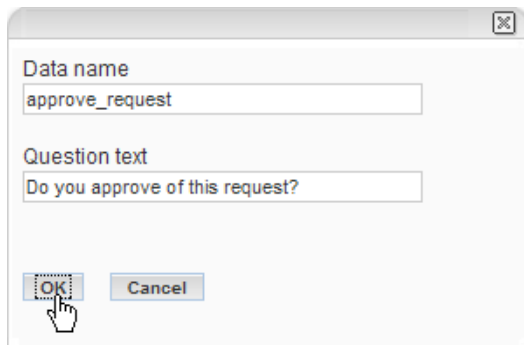 Data name
approve_request
Question text
Do you approve of this request?
OK Cancel